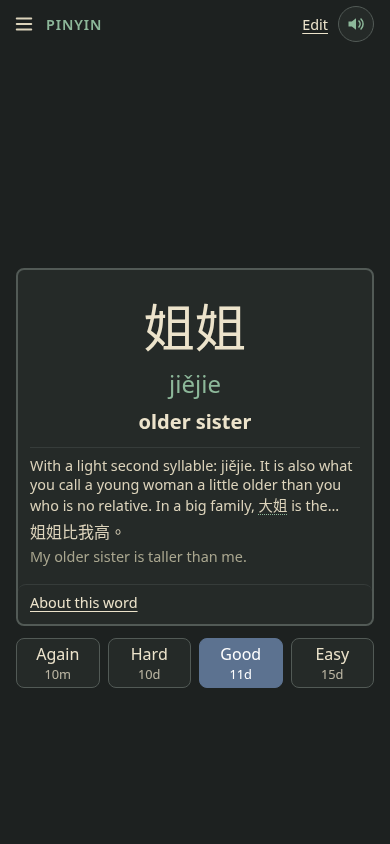 PINYIN
Edit
姐姐
jiějie
older sister
With a light second syllable: jiějie. It is also what
you call a young woman a little older than you
who is no relative. In a big family, 大姐 is the…
姐姐比我高。
My older sister is taller than me.
About this word
Again
10m
Hard
10d
Good
11d
Easy
15d